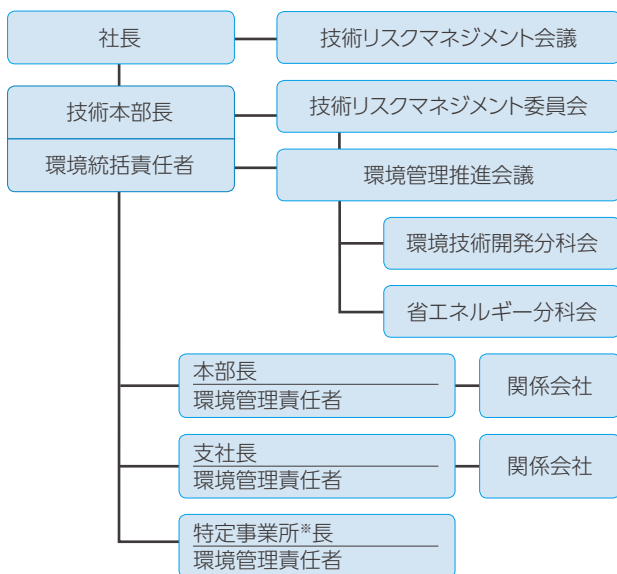 社長
技術リスクマネジメント会議
技術本部長
技術リスクマネジメント委員会
環境統括責任者
環境管理推進会議
環境技術開発分科会
省エネルギー分科会
本部長
環境管理責任者
関係会社
支社長
環境管理責任者
関係会社
特定事業所※長
環境管理責任者